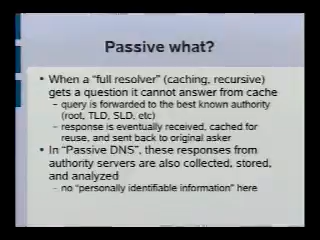 Passive what?
• When a "full resolver" (caching, recursive)
gets a question it cannot answer from cache
– query is forwarded to the best known authority
(root, TLD, SLD, etc)
– response is eventually received, cached for
reuse, and sent back to original asker
• In "Passive DNS", these responses from
authority servers are also collected, stored,
and analyzed
– no "personally identifiable information" here